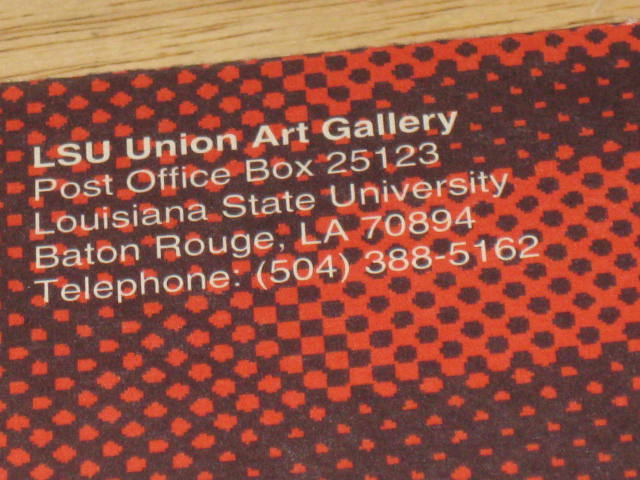 LSU Union Art Gallery
Post Office Box 25123
Louisiana State University
Baton Rouge, LA 70894
Telephone: (504) 388-5162